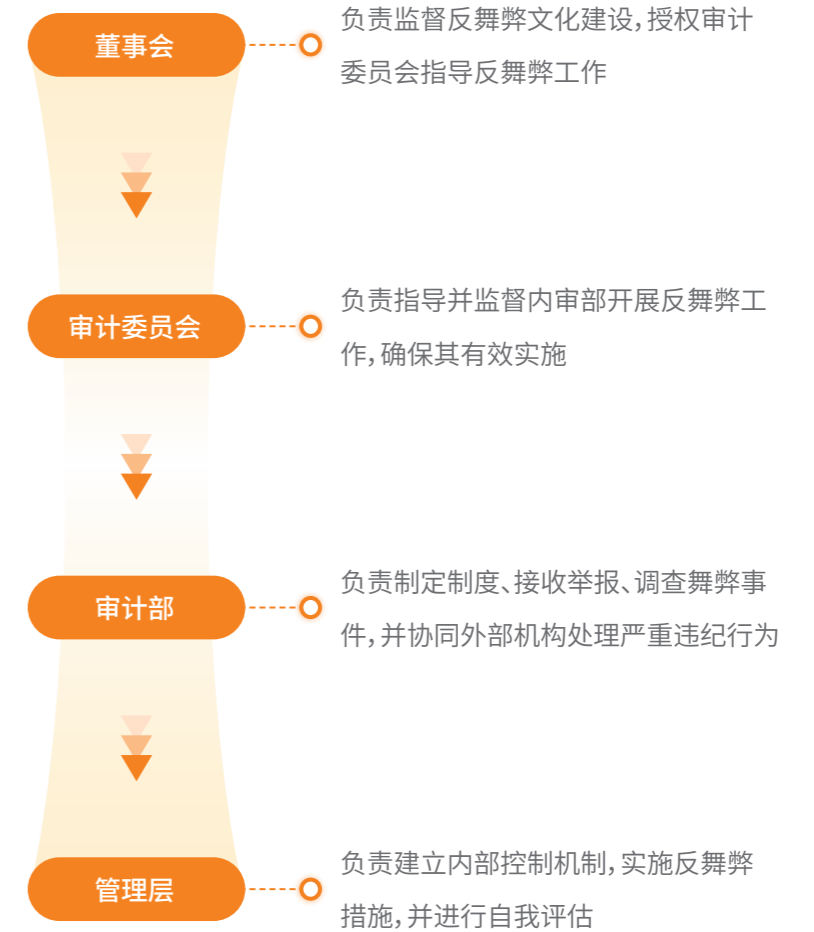 董事会
负责监督反舞弊文化建设，授权审计
委员会指导反舞弊工作
审计委员会
负责指导并监督内审部开展反舞弊工
作，确保其有效实施
审计部
负责制定制度、接收举报、调查舞弊事
件，并协同外部机构处理严重违纪行为
管理层
负责建立内部控制机制，实施反舞弊
措施，并进行自我评估